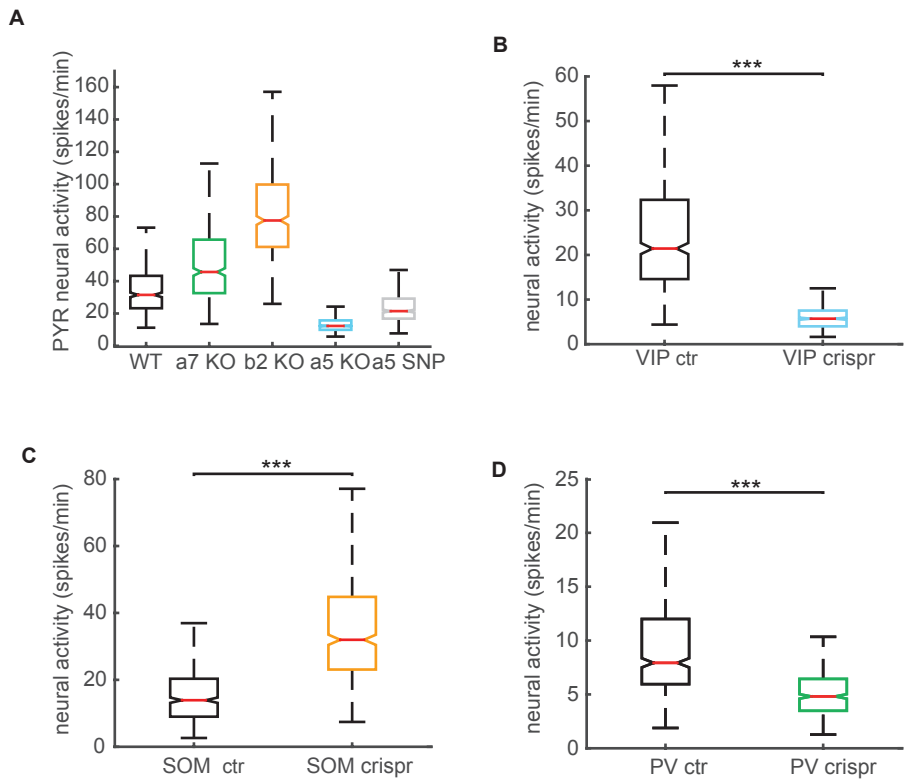 A
PYR neural activity (spikes/min)
160
140
120
100
80
60
40
20
0
WT a7 KO b2 KO a5 KO a5 SNP
B
neural activity (spikes/min)
60
50
40
30
20
10
0
***
VIP ctr VIP crispr
C
neural activity (spikes/min)
80
60
40
20
0
***
SOM ctr SOM crispr
D
neural activity (spikes/min)
25
20
15
10
5
0
***
PV ctr PV crispr